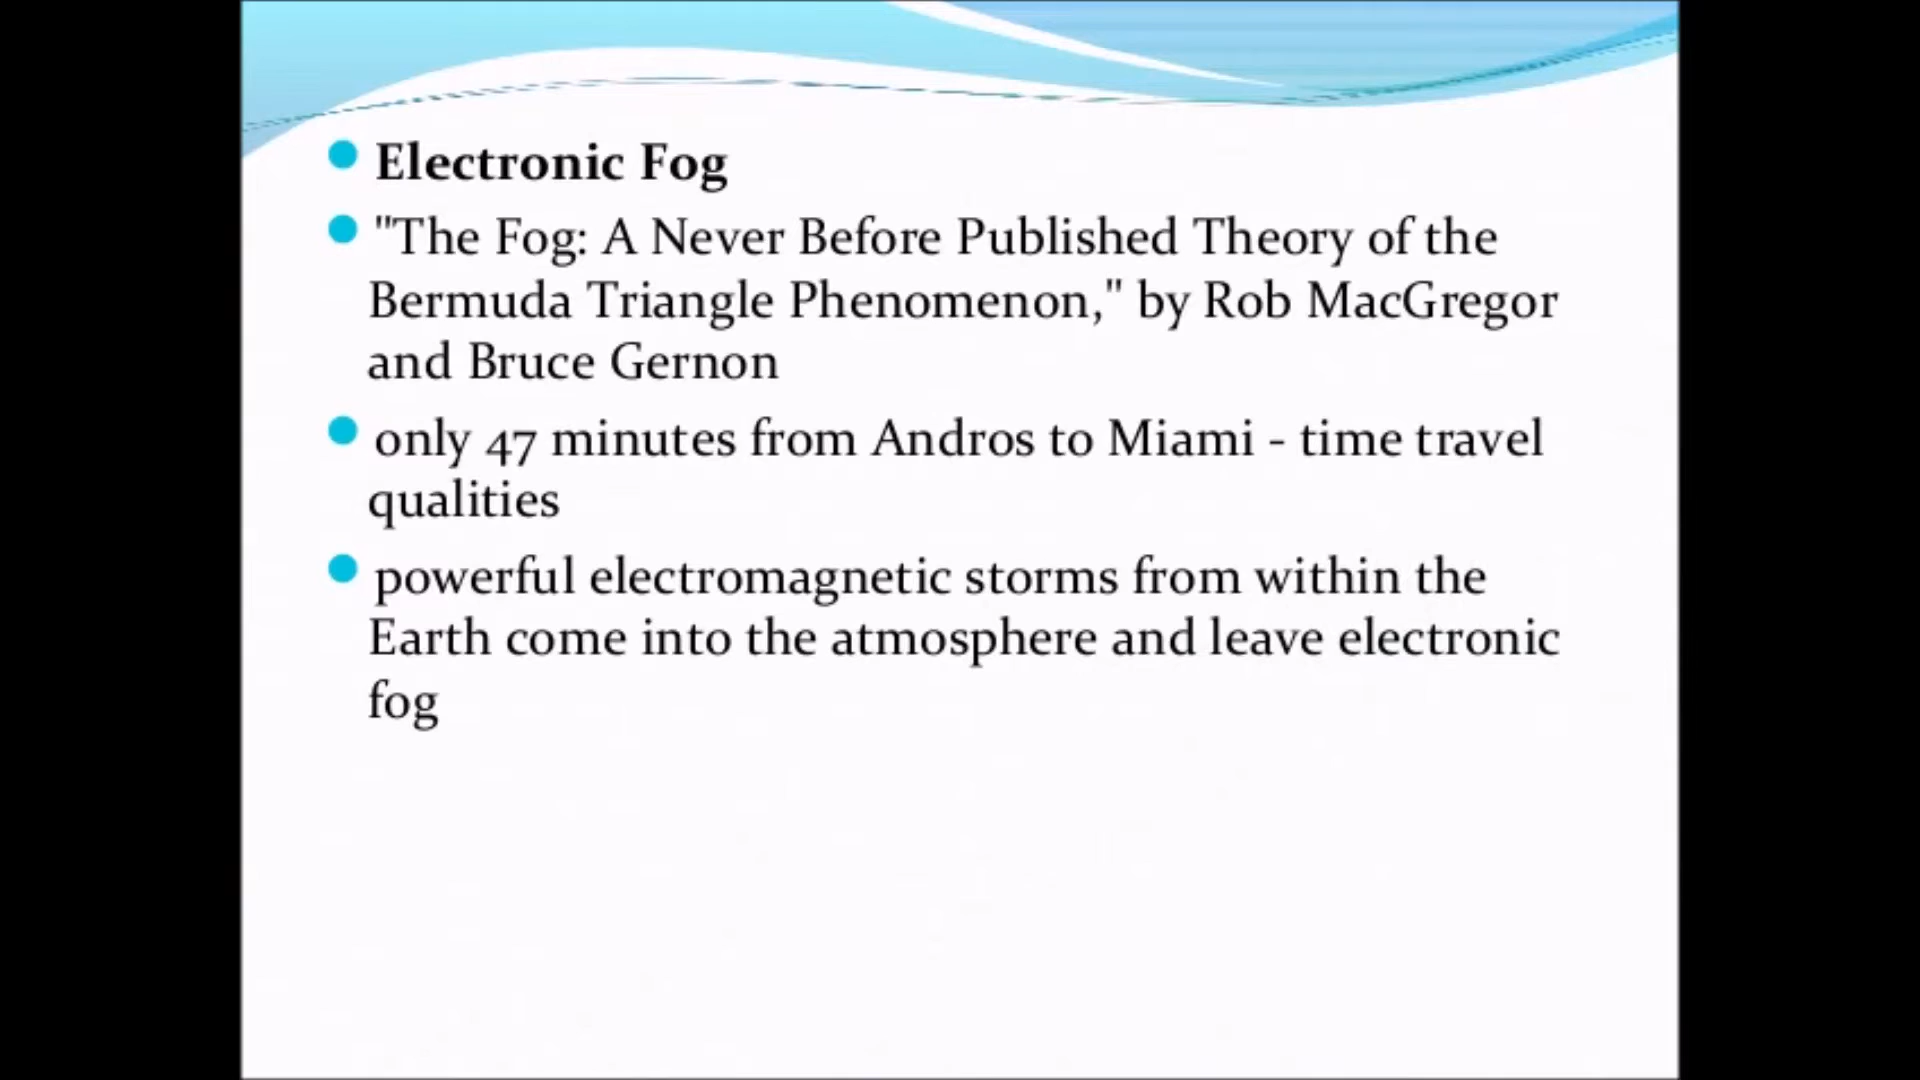 Electronic Fog
"The Fog: A Never Before Published Theory of the
Bermuda Triangle Phenomenon," by Rob MacGregor
and Bruce Gernon
only 47 minutes from Andros to Miami - time travel
qualities
powerful electromagnetic storms from within the
Earth come into the atmosphere and leave electronic
fog